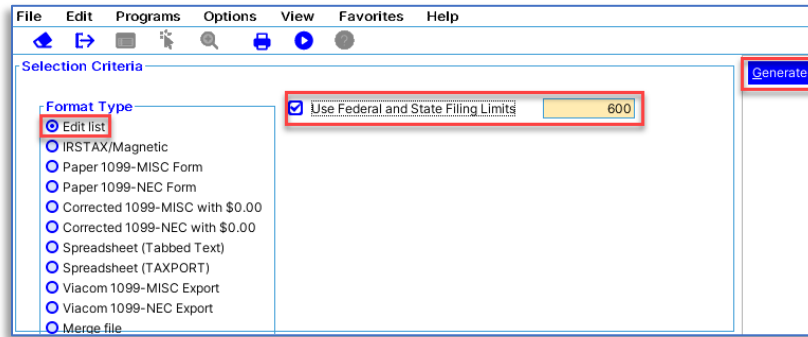 File Edit Programs Options View Favorites Help
Selection Criteria
Generate
Format Type
Use Federal and State Filing Limits 600
Edit list
IRSTAX/Magnetic
Paper 1099-MISC Form
Paper 1099-NEC Form
Corrected 1099-MISC with $0.00
Corrected 1099-NEC with $0.00
Spreadsheet (Tabbed Text)
Spreadsheet (TAXPORT)
Viacom 1099-MISC Export
Viacom 1099-NEC Export
Merge file